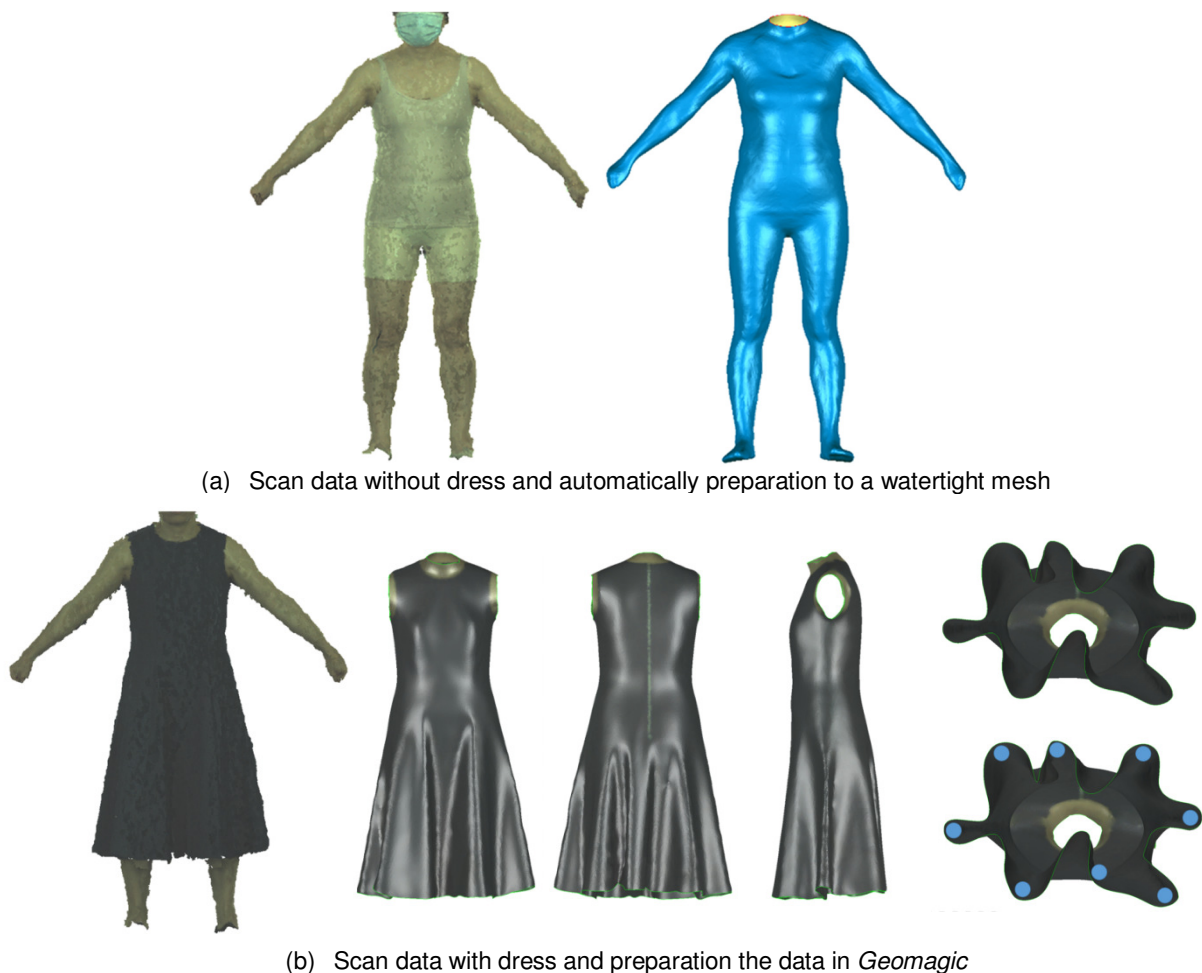 (a) Scan data without dress and automatically preparation to a watertight mesh
(b) Scan data with dress and preparation the data in Geomagic